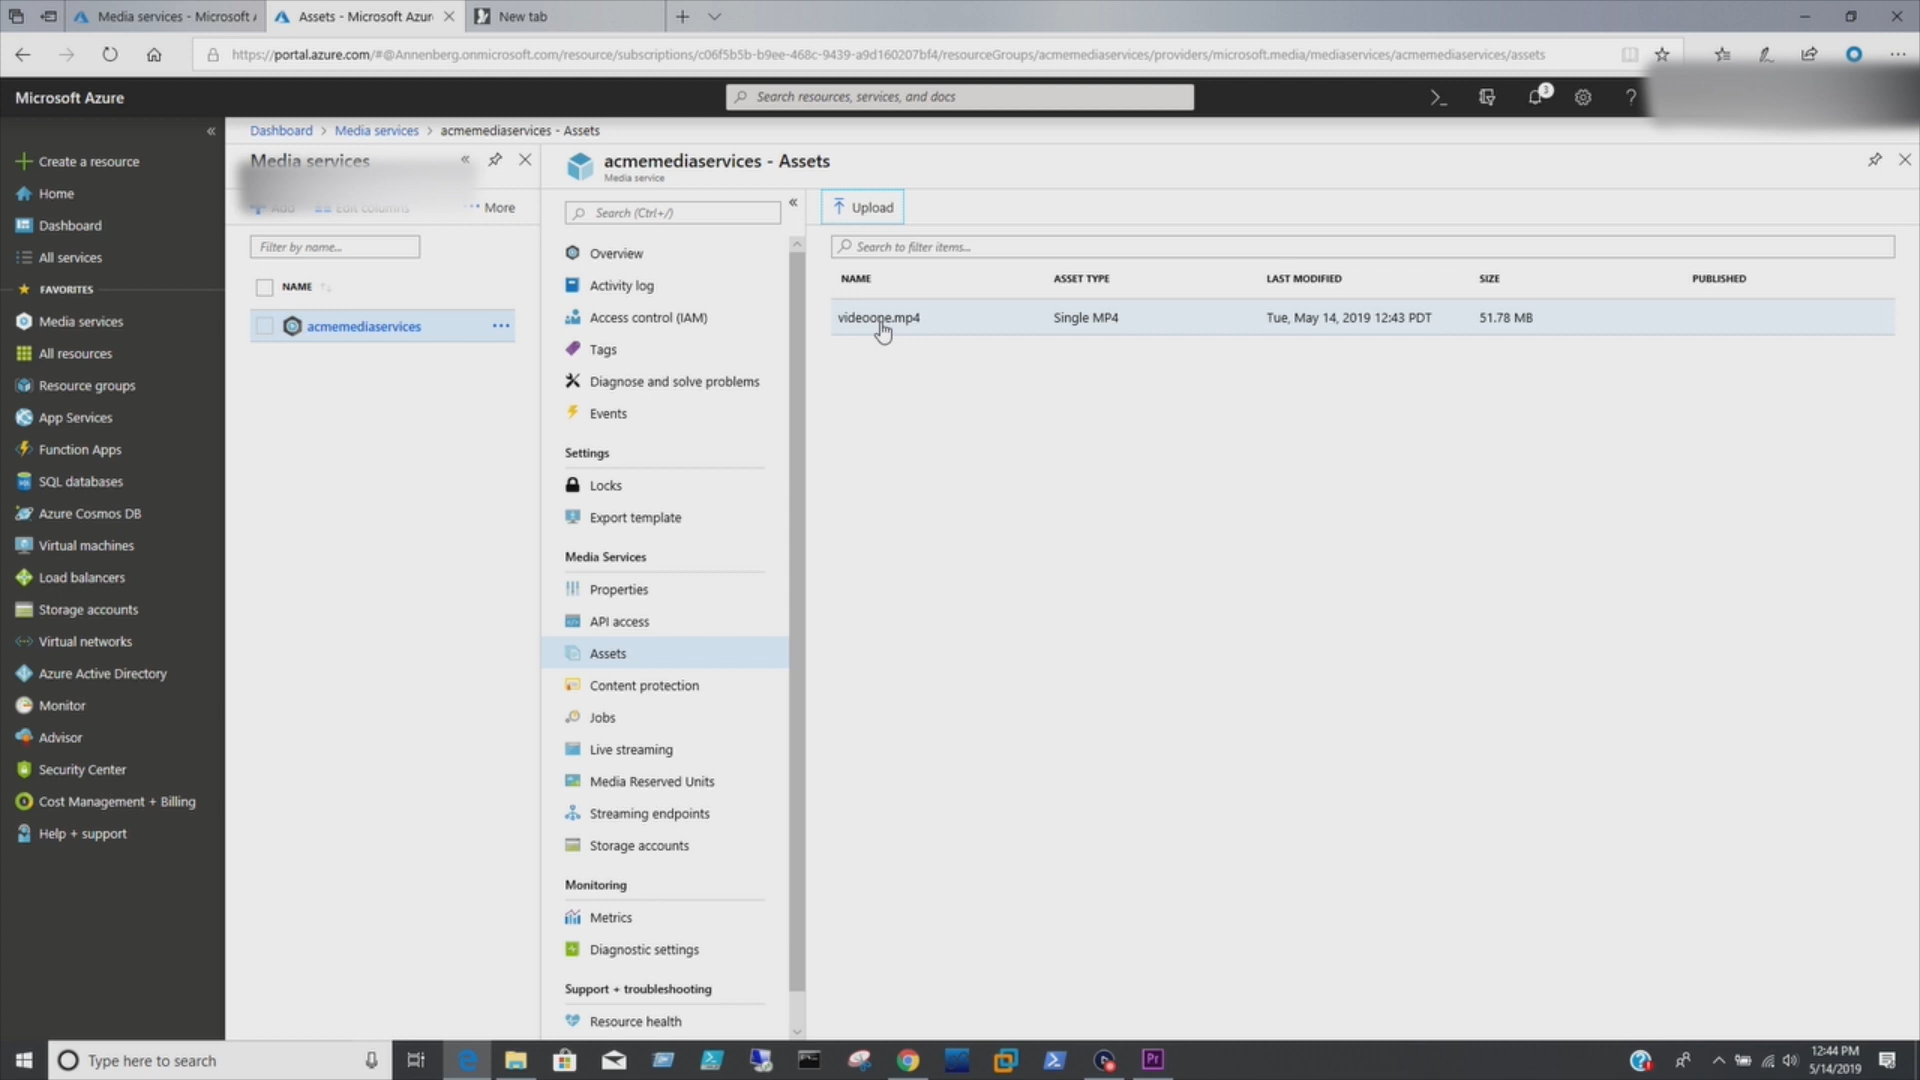 Media services - Microsoft A
Assets - Microsoft Azur
New tab
https://portal.azure.com/#@Annenberg.onmicrosoft.com/resource/subscriptions/c06f5b5b-b9ee-468c-9439-a9d160207bf4/resourceGroups/acmemediaservices/providers/microsoft.media/mediaservices/acmemediaservices/assets
Microsoft Azure
Search resources, services, and docs
3
Dashboard > Media services > acmemediaservices - Assets
Create a resource
Home
Dashboard
All services
FAVORITES
Media services
All resources
Resource groups
App Services
Function Apps
SQL databases
Azure Cosmos DB
Virtual machines
Load balancers
Storage accounts
Virtual networks
Azure Active Directory
Monitor
Advisor
Security Center
Cost Management + Billing
Help + support
Media services
Add
Edit columns
More
Filter by name...
NAME
acmemediaservices
acmemediaservices - Assets
Media service
Search (Ctrl+/)
Overview
Activity log
Access control (IAM)
Tags
Diagnose and solve problems
Events
Settings
Locks
Export template
Media Services
Properties
API access
Assets
Content protection
Jobs
Live streaming
Media Reserved Units
Streaming endpoints
Storage accounts
Monitoring
Metrics
Diagnostic settings
Support + troubleshooting
Resource health
Upload
Search to filter items...
NAME ASSET TYPE LAST MODIFIED SIZE PUBLISHED
videoone.mp4 Single MP4 Tue, May 14, 2019 12:43 PDT 51.78 MB
Type here to search
Pr
12:44 PM
5/14/2019